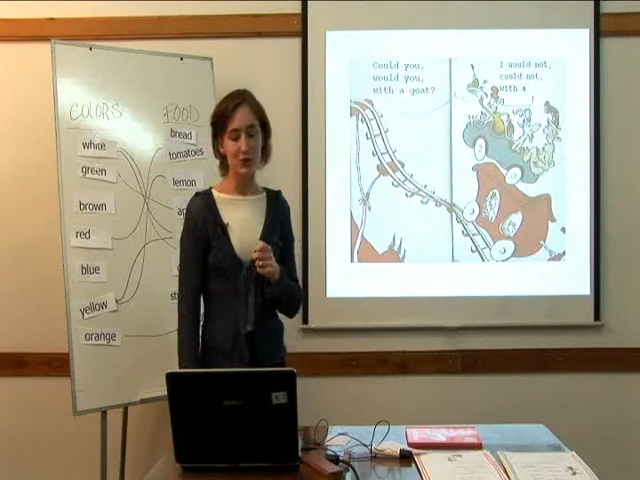 COLORS
FOOD
white
green
brown
red
blue
yellow
orange
bread
tomatoes
lemon
Could you,
would you,
with a goat?
I would not,
could not,
with a